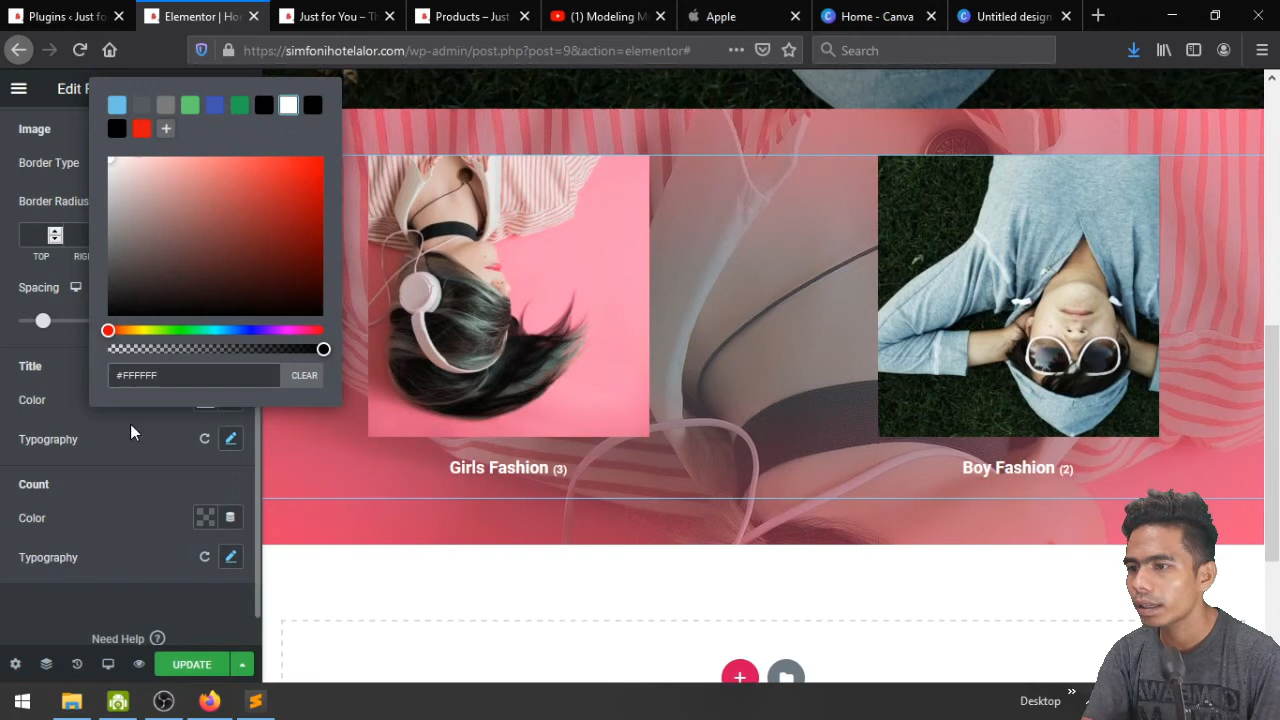 Plugins ‹ Just fo
Elementor | Ho
Just for You – Th
Products – Just
(1) Modeling M
Apple
Home - Canva
Untitled design
https://simfonihotelalor.com/wp-admin/post.php?post=9&action=elementor#
Search
Image
Border Type
Border Radius
TOP
Spacing
#FFFFFF
CLEAR
Title
Color
Typography
Count
Color
Typography
Need Help
UPDATE
Girls Fashion (3)
Boy Fashion (2)
Desktop